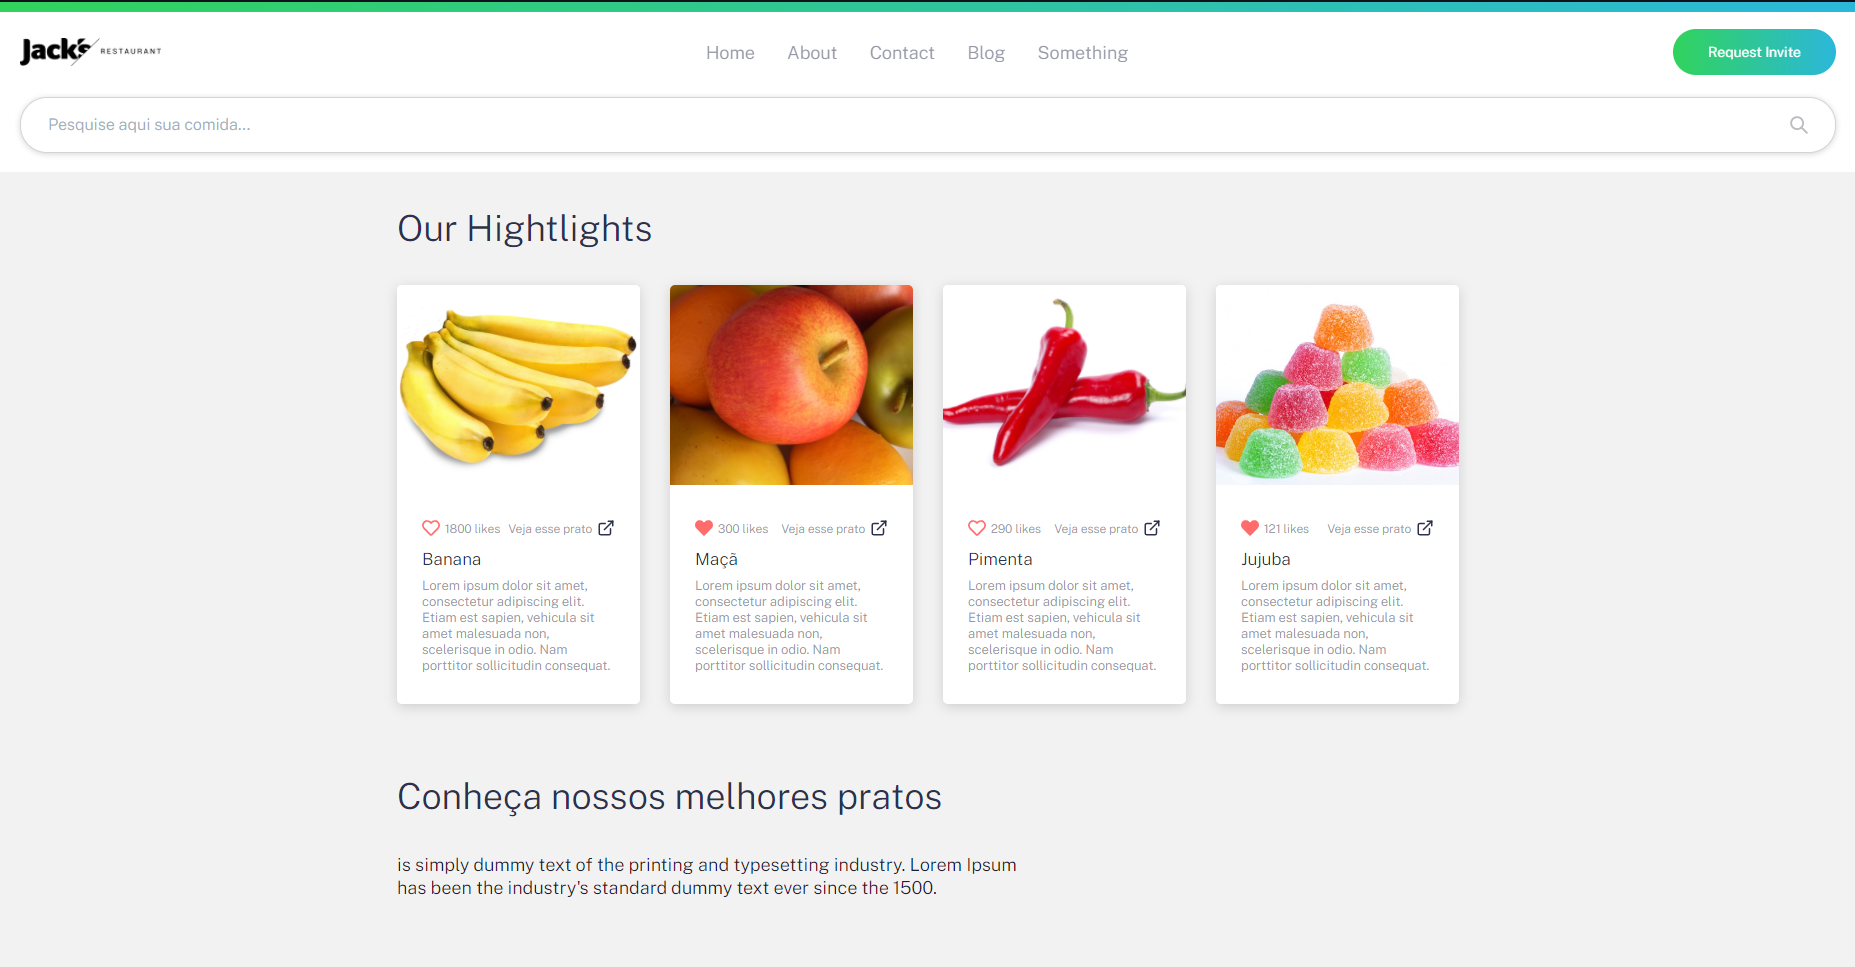 Jack's RESTAURANT
Home About Contact Blog Something
Request Invite
Pesquise aqui sua comida...
Our Hightlights
1800 likes Veja esse prato
Banana
Lorem ipsum dolor sit amet,
consectetur adipiscing elit.
Etiam est sapien, vehicula sit
amet malesuada non,
scelerisque in odio. Nam
porttitor sollicitudin consequat.
300 likes Veja esse prato
Maçã
Lorem ipsum dolor sit amet,
consectetur adipiscing elit.
Etiam est sapien, vehicula sit
amet malesuada non,
scelerisque in odio. Nam
porttitor sollicitudin consequat.
290 likes Veja esse prato
Pimenta
Lorem ipsum dolor sit amet,
consectetur adipiscing elit.
Etiam est sapien, vehicula sit
amet malesuada non,
scelerisque in odio. Nam
porttitor sollicitudin consequat.
121 likes Veja esse prato
Jujuba
Lorem ipsum dolor sit amet,
consectetur adipiscing elit.
Etiam est sapien, vehicula sit
amet malesuada non,
scelerisque in odio. Nam
porttitor sollicitudin consequat.
Conheça nossos melhores pratos
is simply dummy text of the printing and typesetting industry. Lorem Ipsum
has been the industry's standard dummy text ever since the 1500.